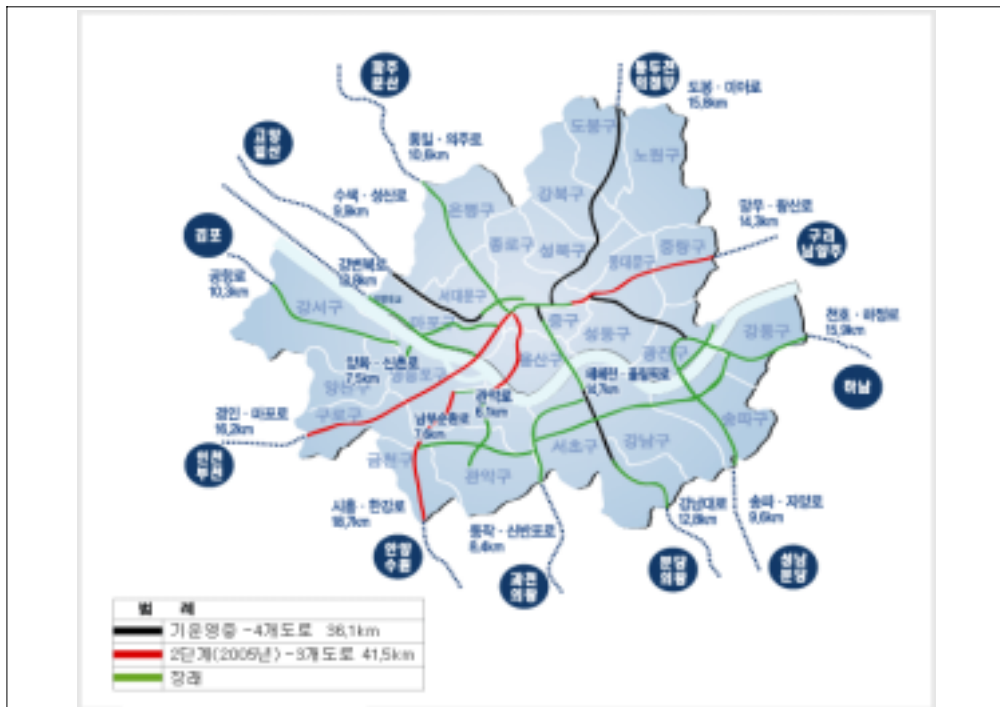 파주
문산
동두천
의정부
도봉·미아로
15,8km
고양
일산
통일·의주로
10,6km
도봉구
노원구
강북구
수색·성산로
9,9km
은평구
망우·왕산로
14,3km
구리
남양주
김포
종로구
성북구
중랑구
동대문구
강변북로
공항로
10,3km
강서구
서대문구
마포구
중구
성동구
광진구
강동구
천호·하정로
15,9km
양화·신촌로
7,5km
영등포구
용산구
14,7km
하남
양천구
구로구
경인·마포로
16,2km
관악로
남부순환로
송파구
인천
부천
금천구
관악구
서초구
강남구
시흥·한강로
동작·신반포로
8,4km
강남대로
12,8km
송파·자양로
9,6km
안양
수원
과천
의왕
분당
의왕
성남
분당
범 례
기운영중 -4개도로 36,1km
2단계(2005년) -3개도로 41,5km
장래